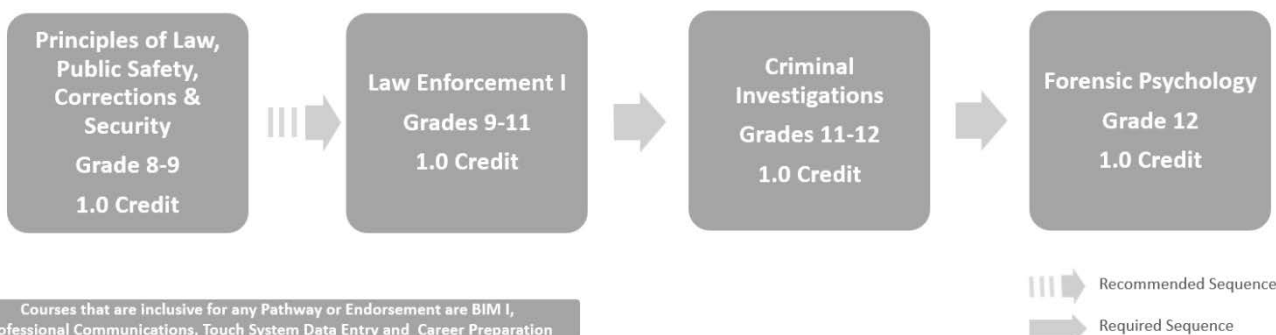 Principles of Law,
Public Safety,
Corrections &
Security
Grade 8-9
1.0 Credit
Law Enforcement I
Grades 9-11
1.0 Credit
Criminal
Investigations
Grades 11-12
1.0 Credit
Forensic Psychology
Grade 12
1.0 Credit
Courses that are inclusive for any Pathway or Endorsement are BIM I,
Communications, Touch System Data Entry and Career Preparation
Recommended Sequence
Required Sequence